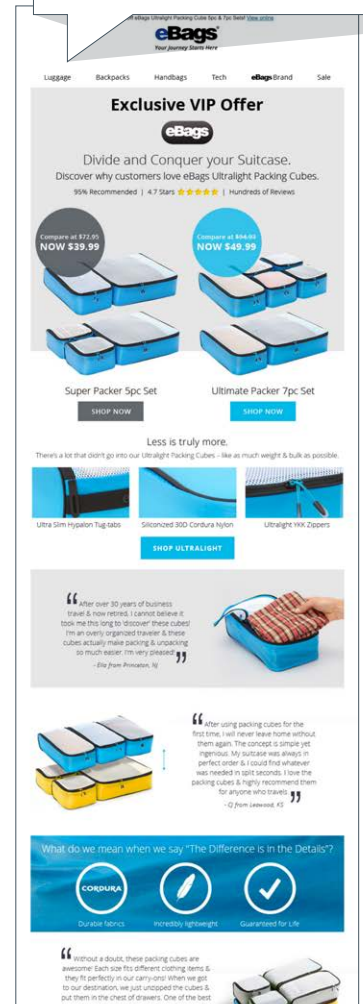 eBags Ultralight Packing Cube 5pc & 7pc Sets! View online
eBags
Your Journey Starts Here
Luggage Backpacks Handbags Tech eBags Brand Sale
Exclusive VIP Offer
eBags
Divide and Conquer your Suitcase.
Discover why customers love eBags Ultralight Packing Cubes.
95% Recommended | 4.7 Stars | Hundreds of Reviews
Compare at $72.95
NOW $39.99
Compare at $94.93
NOW $49.99
Super Packer 5pc Set
SHOP NOW
Ultimate Packer 7pc Set
SHOP NOW
Less is truly more.
There's a lot that didn't go into our Ultralight Packing Cubes – like as much weight & bulk as possible.
Ultra Slim Hypalon Tug-tabs
Siliconized 30D Cordura Nylon
Ultralight YKK Zippers
SHOP ULTRALIGHT
“After over 30 years of business
travel & now retired, I cannot believe it
took me this long to 'discover' these cubes!
I'm an overly organized traveler & these
cubes actually make packing & unpacking
so much easier. I'm very pleased!”
- Elle from Princeton, NJ
“After using packing cubes for the
first time, I will never leave home without
them again. The concept is simple yet
ingenious. My suitcase was always in
perfect order & I could find whatever
was needed in split seconds. I love the
packing cubes & highly recommend them
for anyone who travels.”
- CJ from Leewood, KS
What do we mean when we say "The Difference is in the Details"?
CORDURA
Durable fabrics
Incredibly lightweight
Guaranteed for Life
“Without a doubt, these packing cubes are
awesome! Each size fits different clothing items &
they fit perfectly in our carry-ons! When we got
to our destination, we just unzipped the cubes &
put them in the chest of drawers. One of the best